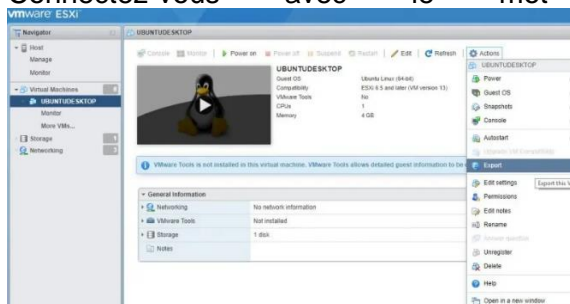 Connectez-vous avec le mot
vmware ESXi
Navigator
UBUNTUDESKTOP
Host
Manage
Monitor
Virtual Machines
UBUNTUDESKTOP
Monitor
More VMs...
Storage
Networking
Console
Monitor
Power on
Power off
Suspend
Restart
Edit
Refresh
Actions
UBUNTUDESKTOP
Guest OS Ubuntu Linux (64-bit)
Compatibility ESXi 6.5 and later (VM version 13)
VMware Tools No
CPUs 1
Memory 4 GB
VMware Tools is not installed in this virtual machine. VMware Tools allows detailed guest information to be
General Information
Networking No network information
VMware Tools Not installed
Storage 1 disk
Notes
UBUNTUDESKTOP
Power
Guest OS
Snapshots
Console
Autostart
Upgrade VM Compatibility
Export
Edit settings
Export this V
Permissions
Edit notes
Rename
Answer question
Unregister
Delete
Help
Open in a new window